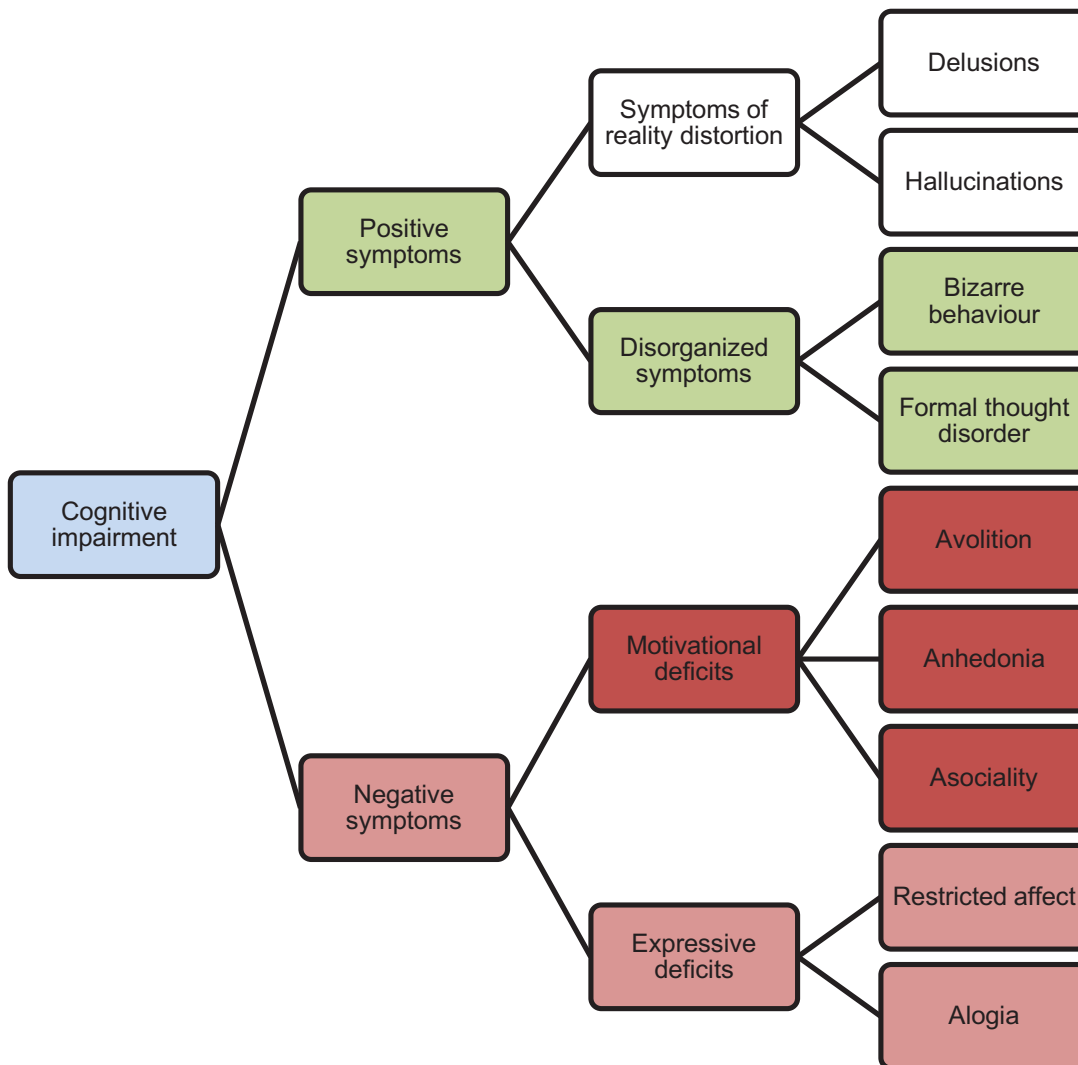 Delusions
Symptoms of
reality distortion
Hallucinations
Positive
symptoms
Bizarre
behaviour
Disorganized
symptoms
Formal thought
disorder
Cognitive
impairment
Avolition
Motivational
deficits
Anhedonia
Asociality
Negative
symptoms
Restricted affect
Expressive
deficits
Alogia